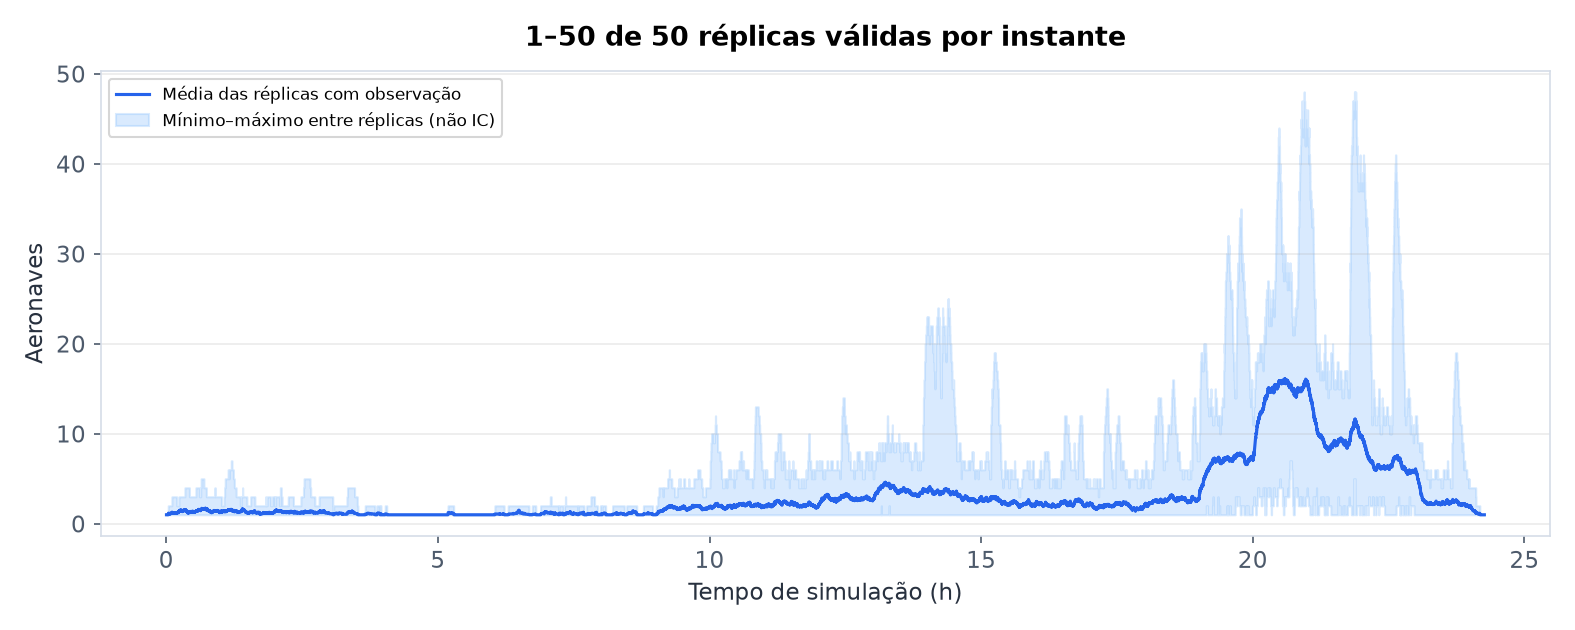 1–50 de 50 réplicas válidas por instante
Média das réplicas com observação
Mínimo–máximo entre réplicas (não IC)
Aeronaves
50
40
30
20
10
0
0 5 10 15 20 25
Tempo de simulação (h)